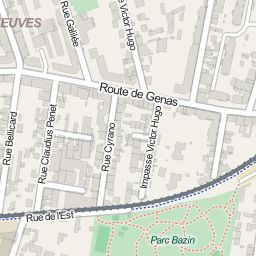 EUVES
Rue Galilée
e Victor Hugo
Route de Genas
Rue Bellicard
Rue Claudius Penet
Rue Cyrano
Impasse Victor Hugo
Rue de l'Est
Parc Bazin